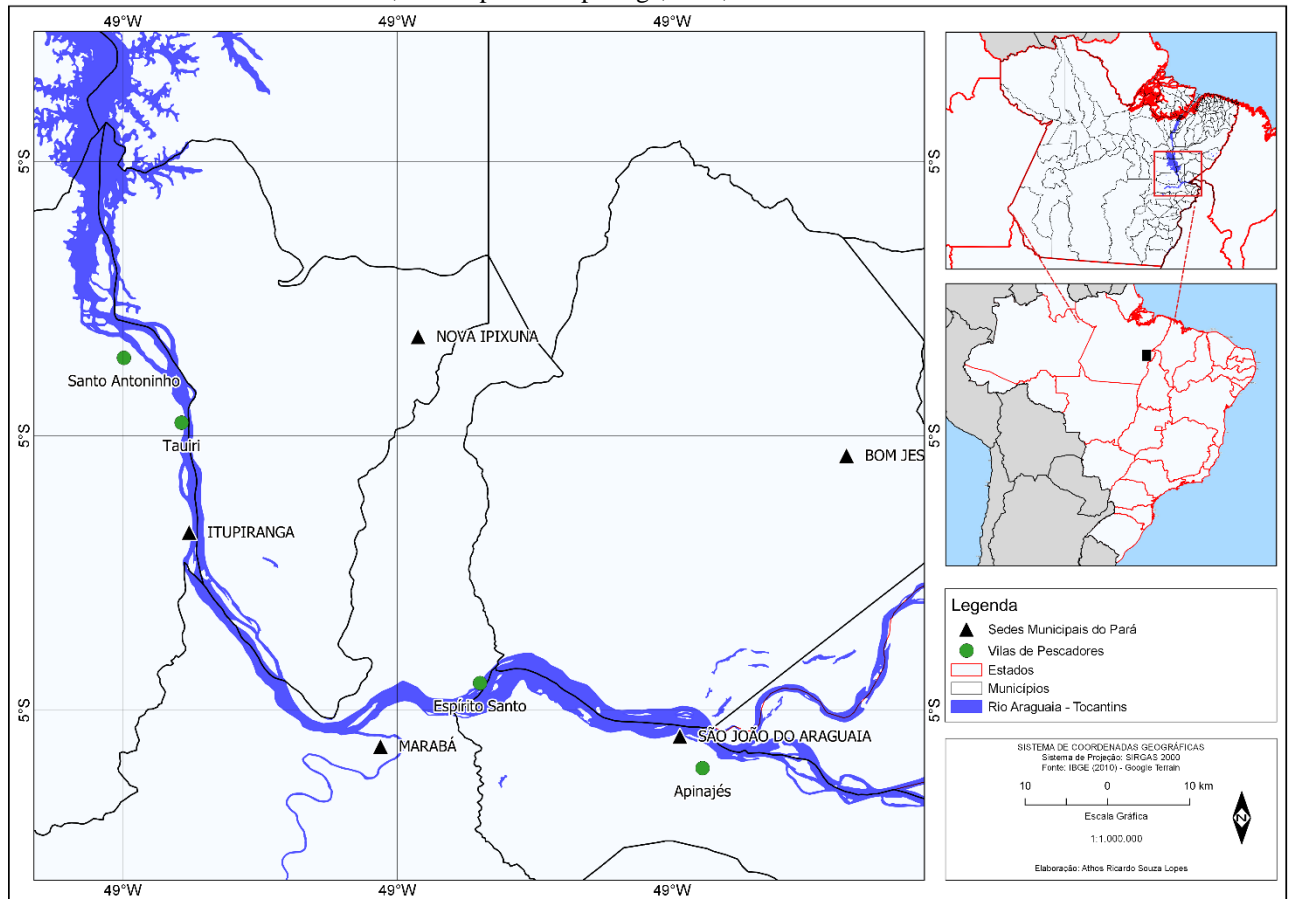 49°W
49°W
49°W
5°S
5°S
NOVA IPIXUNA
Santo Antoninho
5°S
5°S
Tauiri
BOM JES
ITUPIRANGA
Espírito Santo
5°S
5°S
SÃO JOÃO DO ARAGUAIA
MARABÁ
Apinajés
49°W
49°W
49°W
Legenda
Sedes Municipais do Pará
Vilas de Pescadores
Estados
Municípios
Rio Araguaia - Tocantins
SISTEMA DE COORDENADAS GEOGRÁFICAS
Sistema de Projeção: SIRGAS 2000
Fonte: IBGE (2010) - Google Terrain
10 0 10 km
Escala Gráfica
1:1.000.000
N
Elaboração: Athos Ricardo Souza Lopes